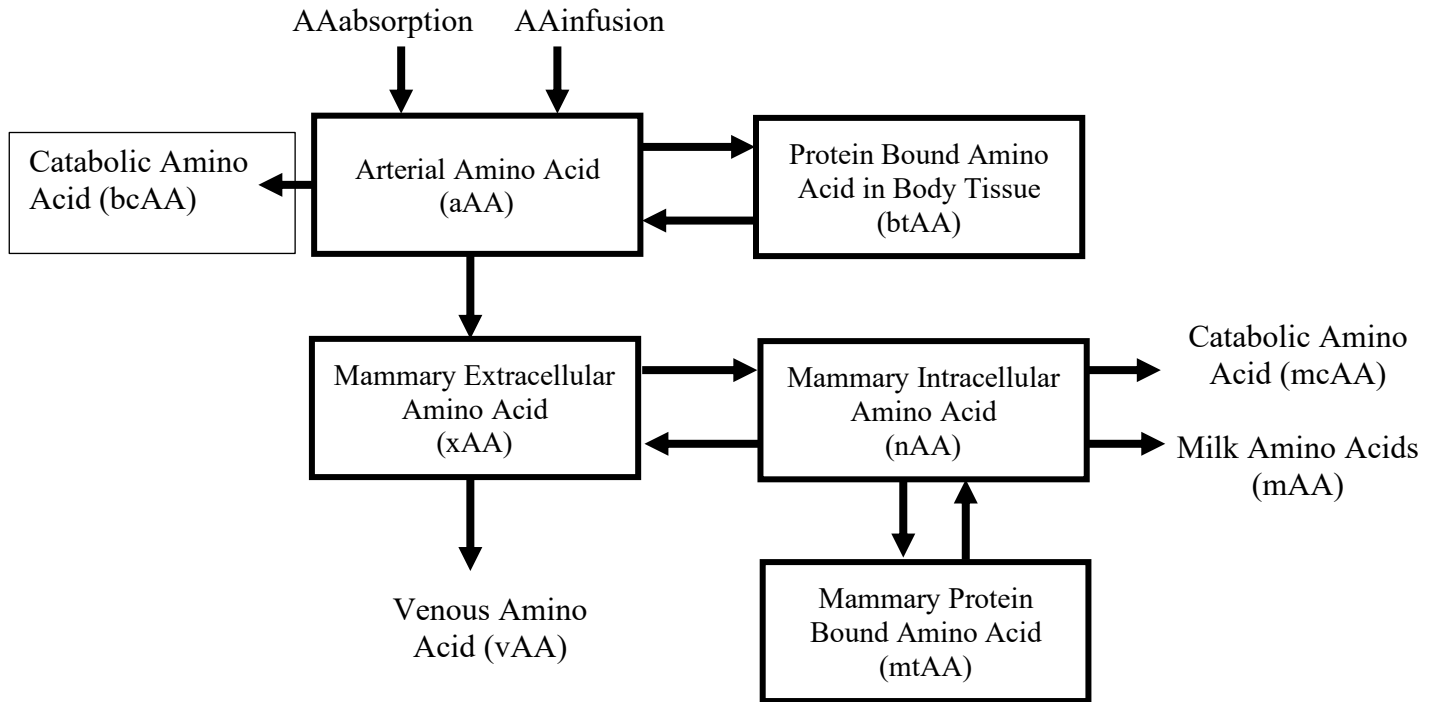 AAabsorption
AAinfusion
Catabolic Amino
Acid (bcAA)
Arterial Amino Acid
(aAA)
Protein Bound Amino
Acid in Body Tissue
(btAA)
Mammary Extracellular
Amino Acid
(xAA)
Mammary Intracellular
Amino Acid
(nAA)
Catabolic Amino
Acid (mcAA)
Milk Amino Acids
(mAA)
Venous Amino
Acid (vAA)
Mammary Protein
Bound Amino Acid
(mtAA)